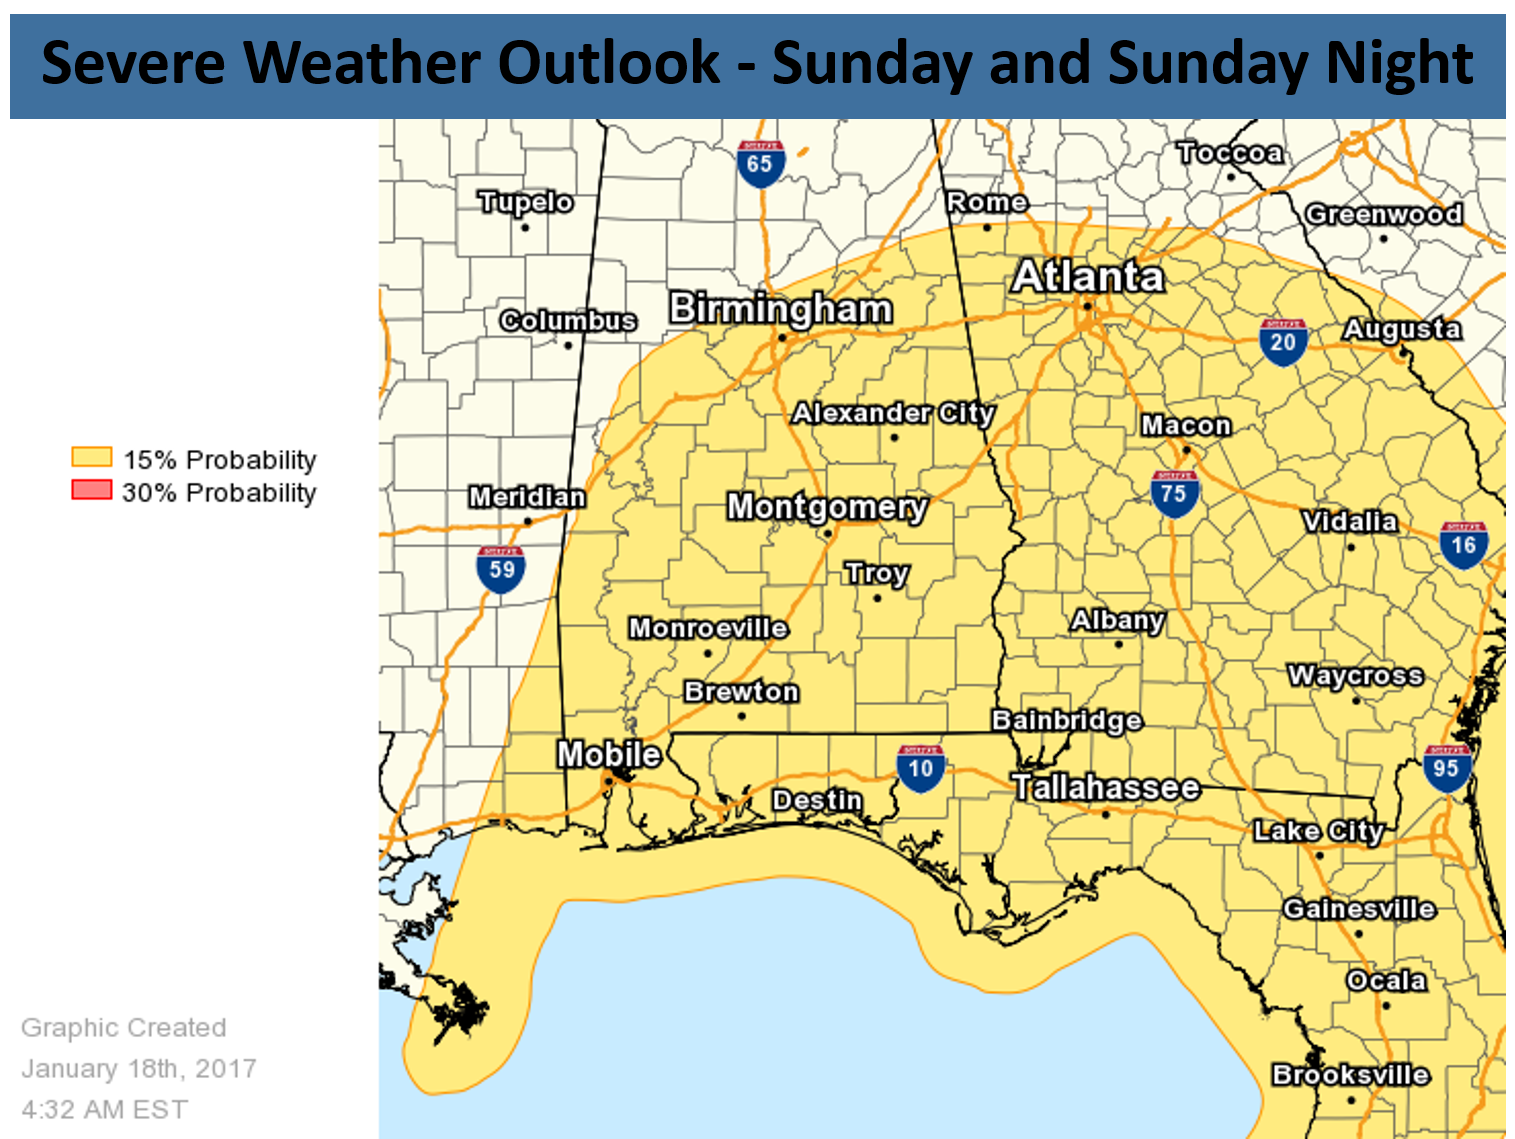 Severe Weather Outlook - Sunday and Sunday Night
65
Toccoa
Tupelo
Rome
Greenwood
Atlanta
Birmingham
Columbus
20
Augusta
Alexander City
Macon
15% Probability
30% Probability
Meridian
75
Montgomery
Vidalia
16
59
Troy
Monroeville
Albany
Waycross
Brewton
Bainbridge
Mobile
10
95
Destin
Tallahassee
Lake City
Gainesville
Ocala
Graphic Created
January 18th, 2017
4:32 AM EST
Brooksville